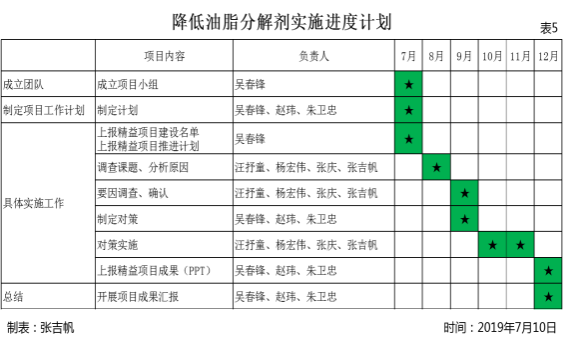 降低油脂分解剂实施进度计划
表5
项目内容 负责人 7月 8月 9月 10月 11月 12月
成立团队 成立项目小组 吴春锋 ★
制定项目工作计划 制定计划 吴春锋、赵玮、朱卫忠 ★
具体实施工作
上报精益项目建设名单
上报精益项目推进计划
吴春锋 ★
调查课题、分析原因 汪抒童、杨宏伟、张庆、张吉帆 ★
要因调查、确认 汪抒童、杨宏伟、张庆、张吉帆 ★
制定对策 吴春锋、赵玮、朱卫忠 ★
对策实施 汪抒童、杨宏伟、张庆、张吉帆 ★ ★
上报精益项目成果（PPT） 吴春锋、赵玮、朱卫忠 ★
总结 开展项目成果汇报 吴春锋、赵玮、朱卫忠 ★
制表：张吉帆 时间：2019年7月10日